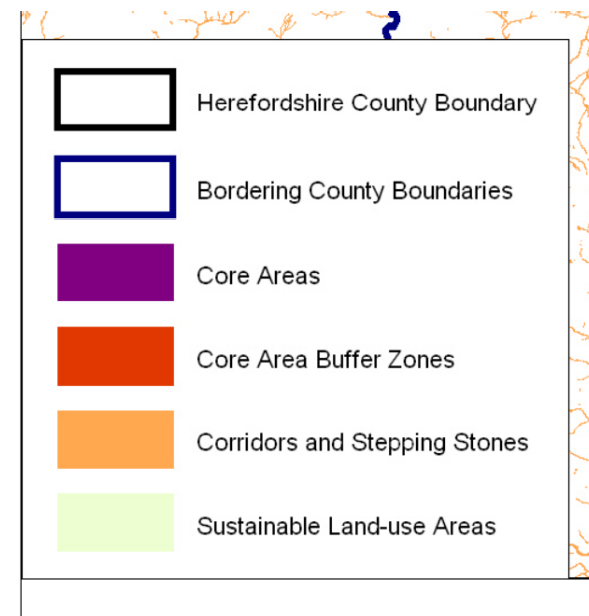 Herefordshire County Boundary
Bordering County Boundaries
Core Areas
Core Area Buffer Zones
Corridors and Stepping Stones
Sustainable Land-use Areas